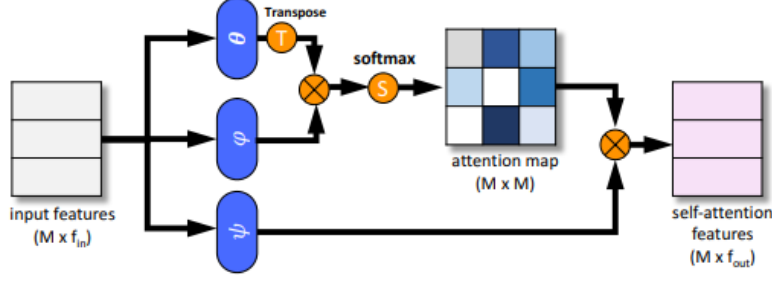 Transpose
θ
T
softmax
S
φ
input features
(M x f_in)
ψ
attention map
(M x M)
self-attention
features
(M x f_out)